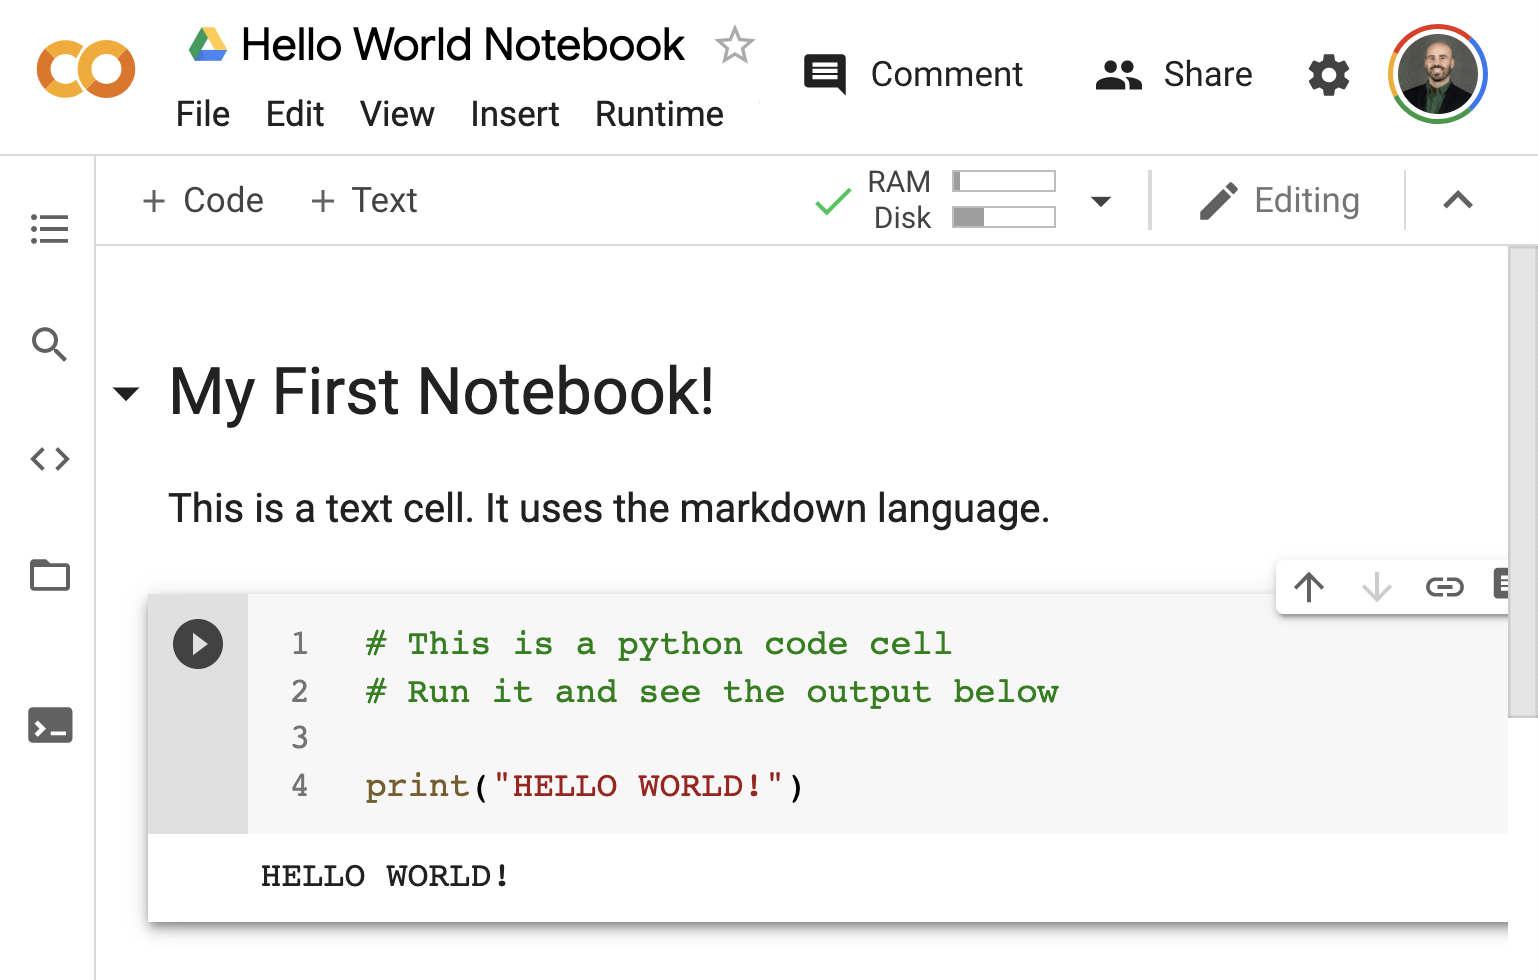 Hello World Notebook
Comment
Share
File Edit View Insert Runtime
+ Code + Text
RAM
Disk
Editing
My First Notebook!
This is a text cell. It uses the markdown language.
1 # This is a python code cell
2 # Run it and see the output below
3
4 print("HELLO WORLD!")
HELLO WORLD!